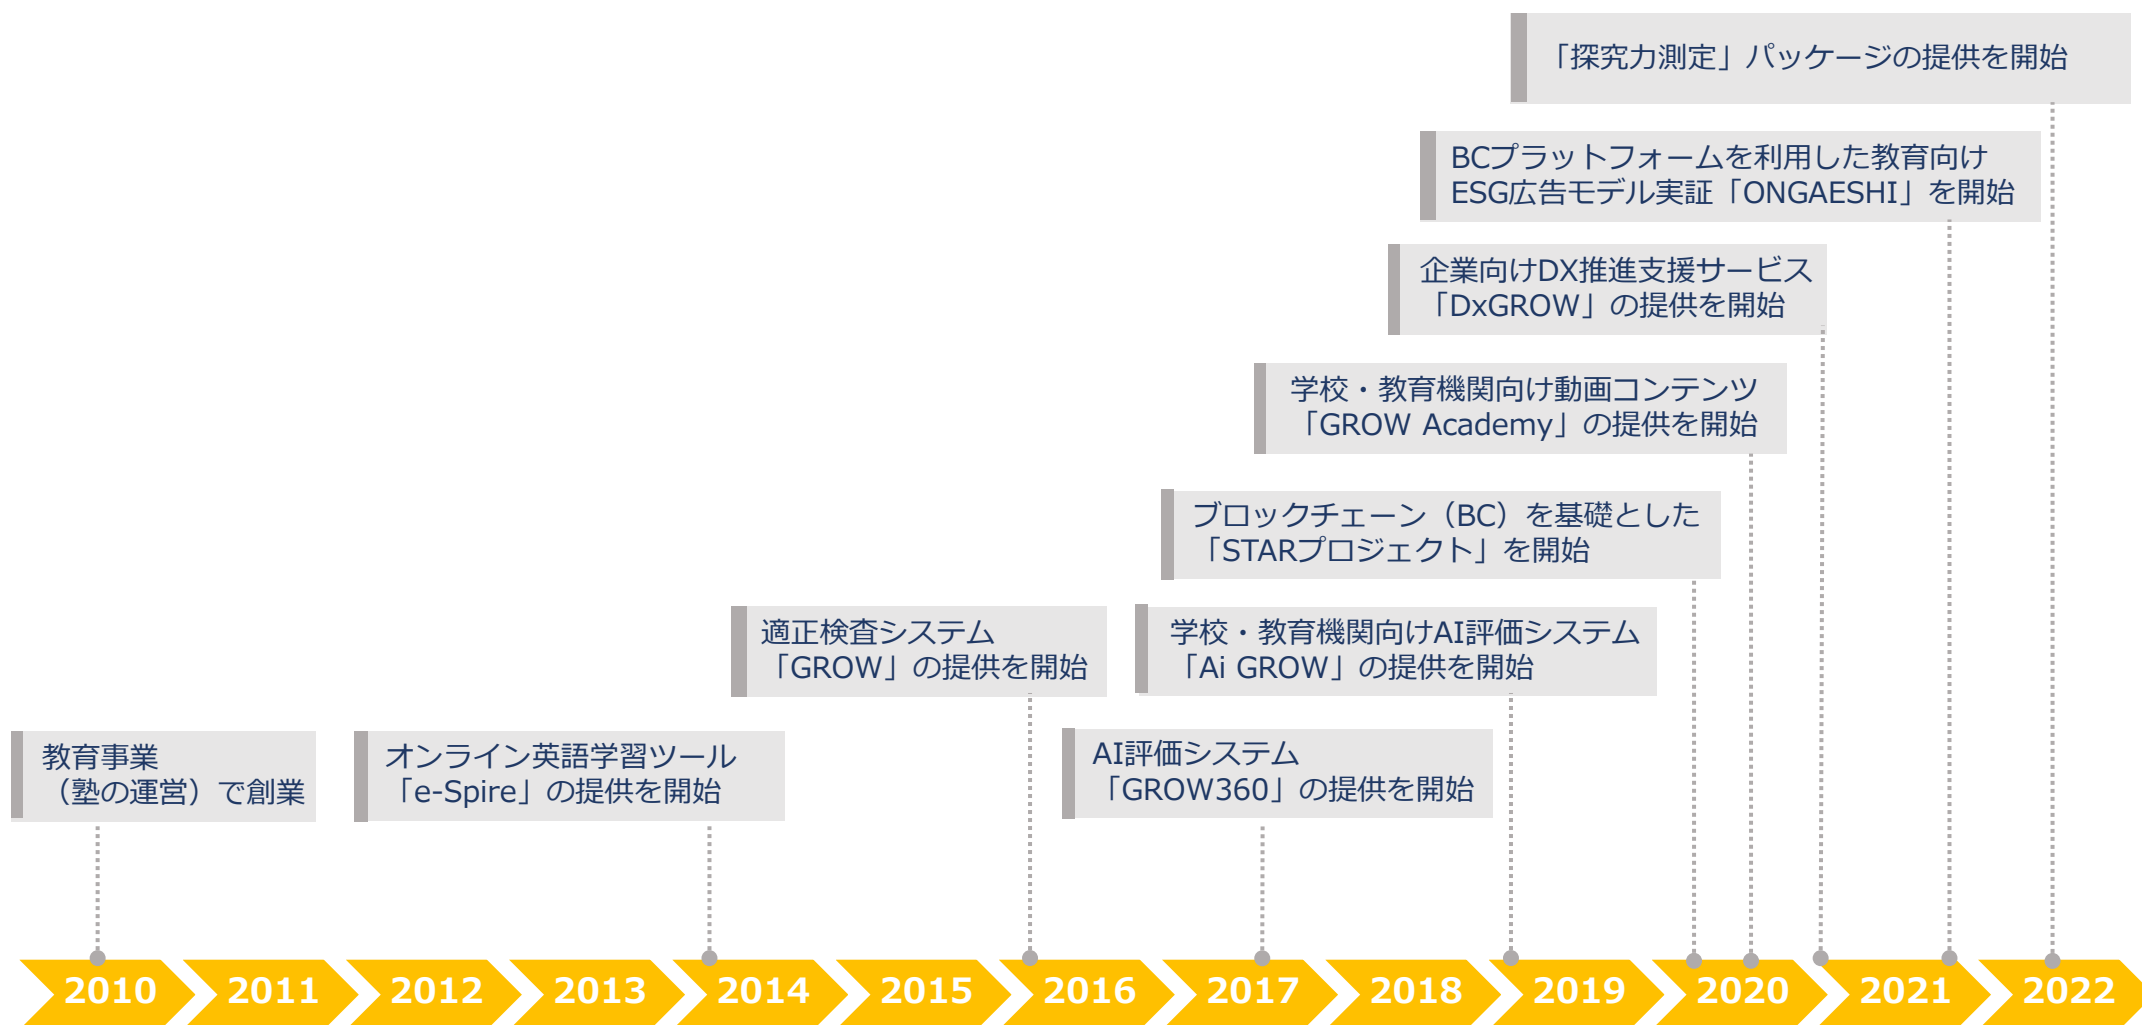 「探究力測定」パッケージの提供を開始
BCプラットフォームを利用した教育向け
ESG広告モデル実証「ONGAESHI」を開始
企業向けDX推進支援サービス
「DxGROW」の提供を開始
学校・教育機関向け動画コンテンツ
「GROW Academy」の提供を開始
ブロックチェーン（BC）を基礎とした
「STARプロジェクト」を開始
適正検査システム
「GROW」の提供を開始
学校・教育機関向けAI評価システム
「Ai GROW」の提供を開始
教育事業
（塾の運営）で創業
オンライン英語学習ツール
「e-Spire」の提供を開始
AI評価システム
「GROW360」の提供を開始
2010 2011 2012 2013 2014 2015 2016 2017 2018 2019 2020 2021 2022